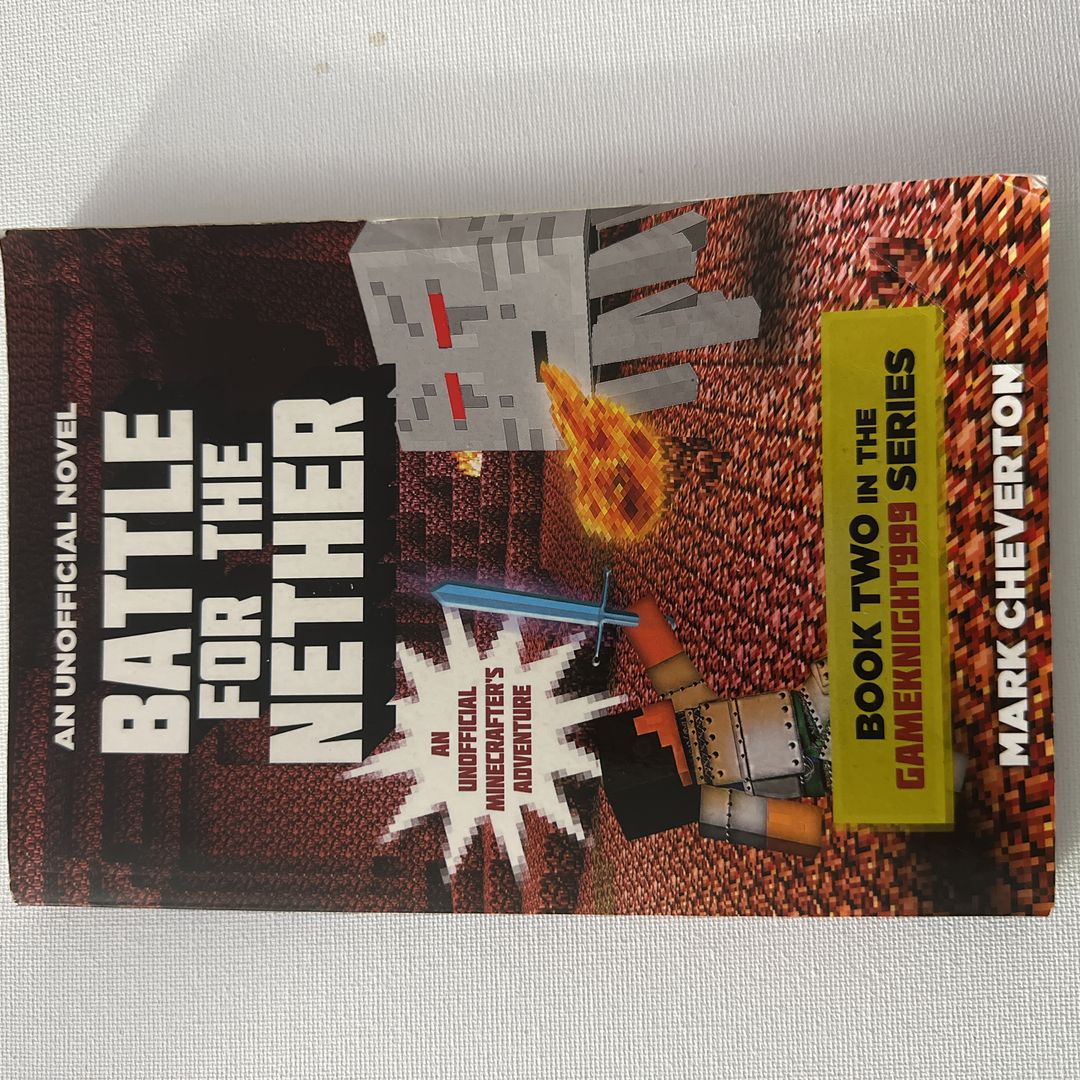 AN UNOFFICIAL NOVEL
BATTLE
FOR THE
NETHER
AN
UNOFFICIAL
MINECRAFTER'S
ADVENTURE
BOOK TWO IN THE
GAMEKNIGHT999 SERIES
MARK CHEVERTON